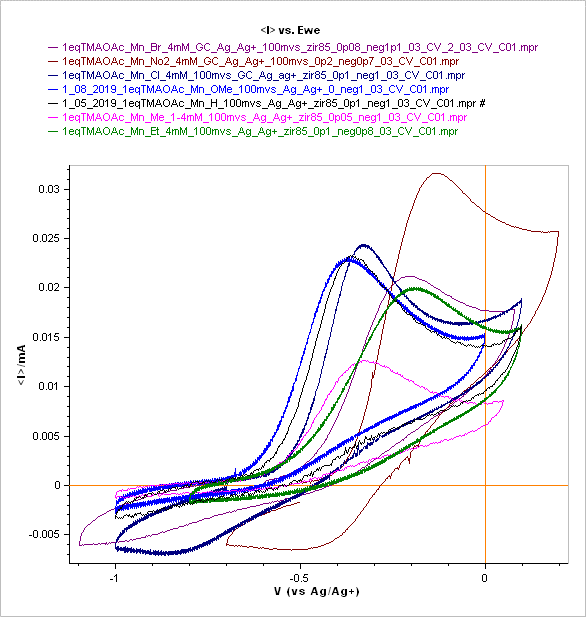 <I> vs. Ewe
1eqTMAOAc_Mn_Br_4mM_GC_Ag_Ag+_100mvs_zir85_0p08_neg1p1_03_CV_2_03_CV_C01.mpr
1eqTMAOAc_Mn_No2_4mM_GC_Ag_Ag+_100mvs_0p2_neg0p7_03_CV_C01.mpr
1eqTMAOAc_Mn_Cl_4mM_100mvs_GC_Ag_ag+_zir85_0p1_neg1_03_CV_C01.mpr
1_08_2019_1eqTMAOAc_Mn_OMe_100mvs_Ag_Ag+_0_neg1_03_CV_C01.mpr
1_05_2019_1eqTMAOAc_Mn_H_100mvs_Ag_Ag+_zir85_0p1_neg1_03_CV_C01.mpr #
1eqTMAOAc_Mn_Me_1-4mM_100mvs_Ag_Ag+_zir85_0p05_neg1_03_CV_C01.mpr
1eqTMAOAc_Mn_Et_4mM_100mvs_Ag_Ag+_zir85_0p1_neg0p8_03_CV_C01.mpr
0.03
0.025
0.02
0.015
0.01
0.005
0
-0.005
<I>/mA
-1
-0.5
0
V (vs Ag/Ag+)